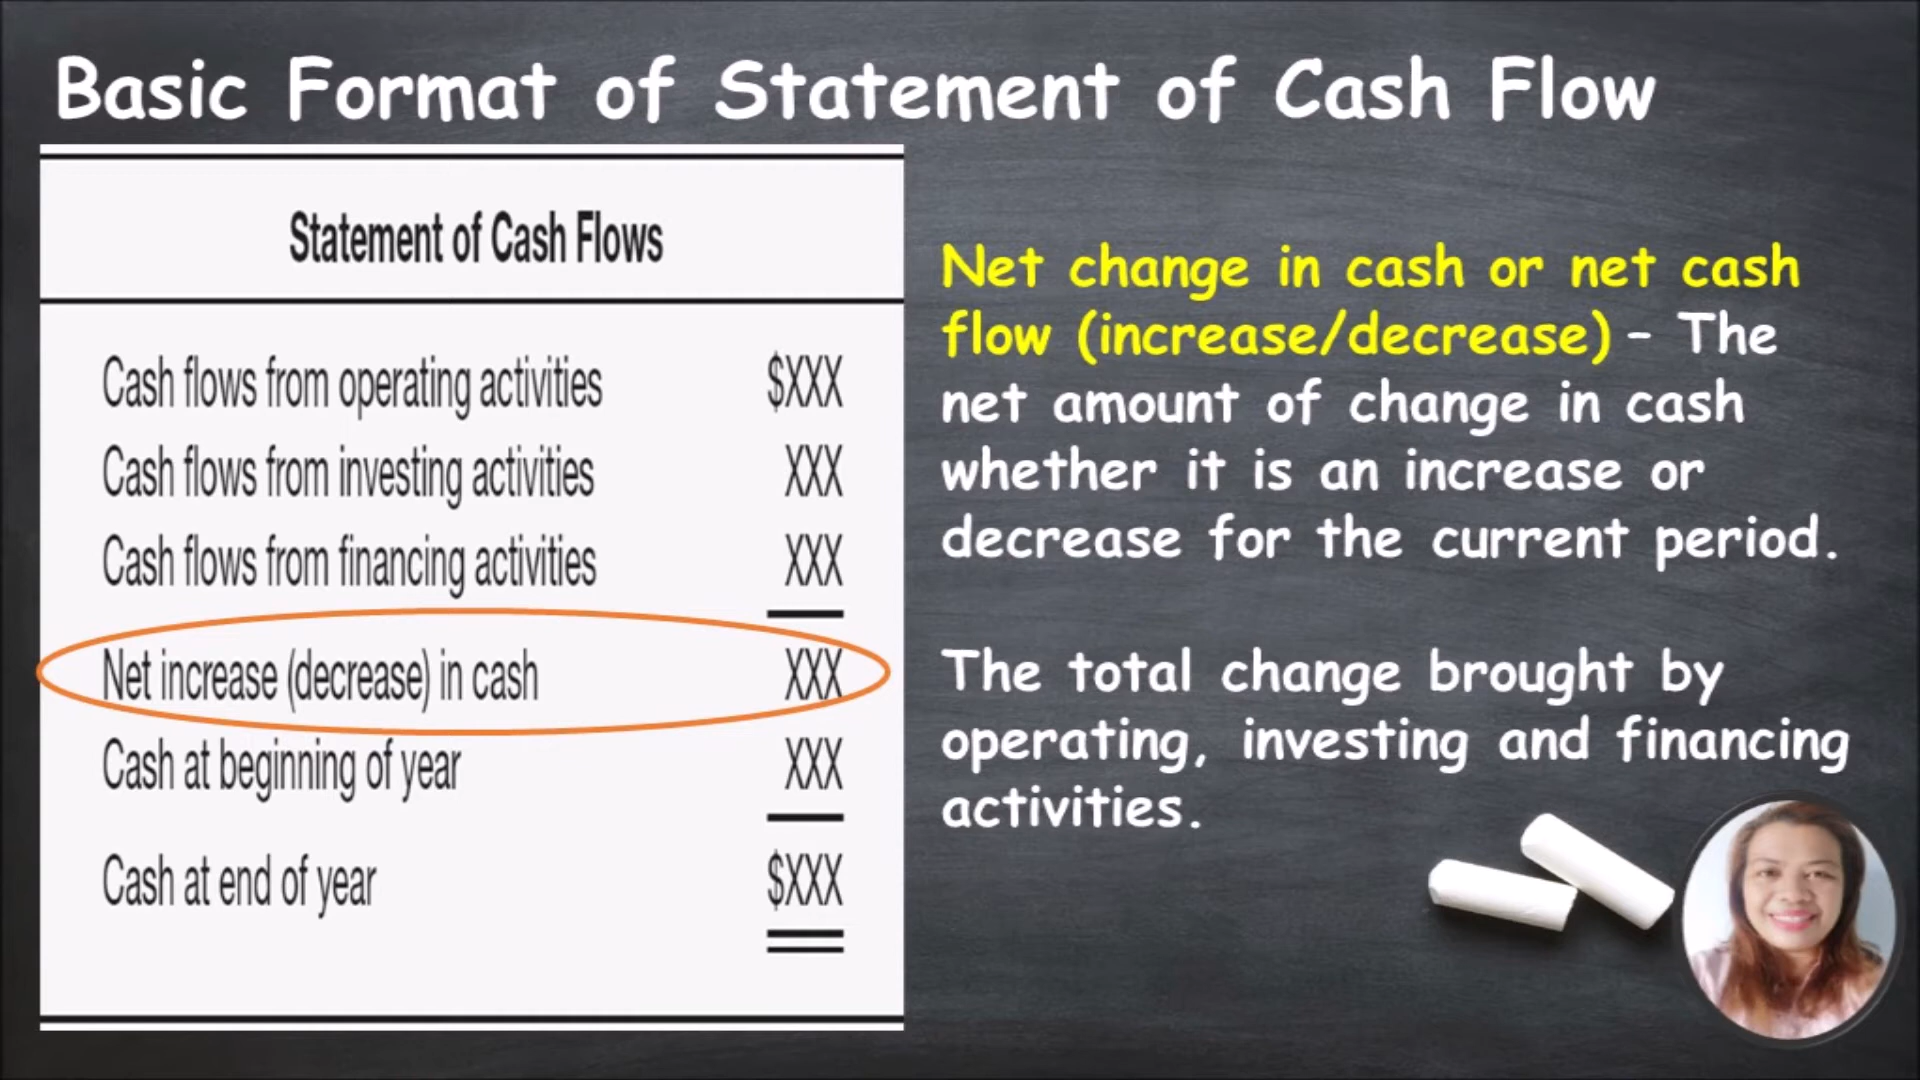 Basic Format of Statement of Cash Flow
Statement of Cash Flows
Cash flows from operating activities $XXX
Cash flows from investing activities XXX
Cash flows from financing activities XXX
Net increase (decrease) in cash XXX
Cash at beginning of year XXX
Cash at end of year $XXX
Net change in cash or net cash
flow (increase/decrease) – The
net amount of change in cash
whether it is an increase or
decrease for the current period.
The total change brought by
operating, investing and financing
activities.